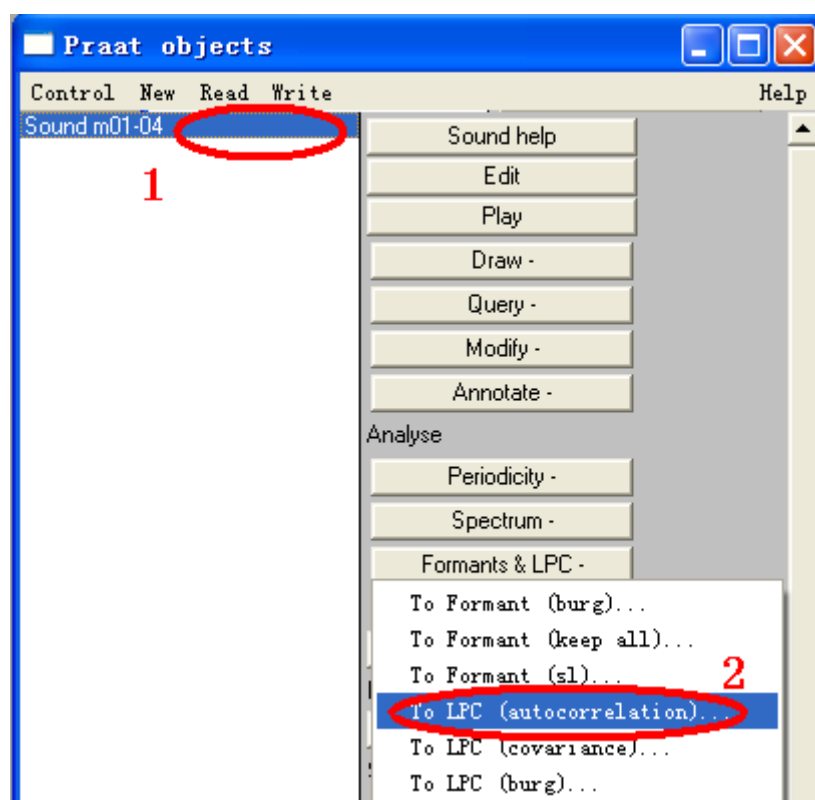 Praat objects
Control New Read Write Help
Sound m01-04
1
Sound help
Edit
Play
Draw -
Query -
Modify -
Annotate -
Analyse
Periodicity -
Spectrum -
Formants & LPC -
To Formant (burg)...
To Formant (keep all)...
To Formant (sl)...
2
To LPC (autocorrelation)...
To LPC (covariance)...
To LPC (burg)...